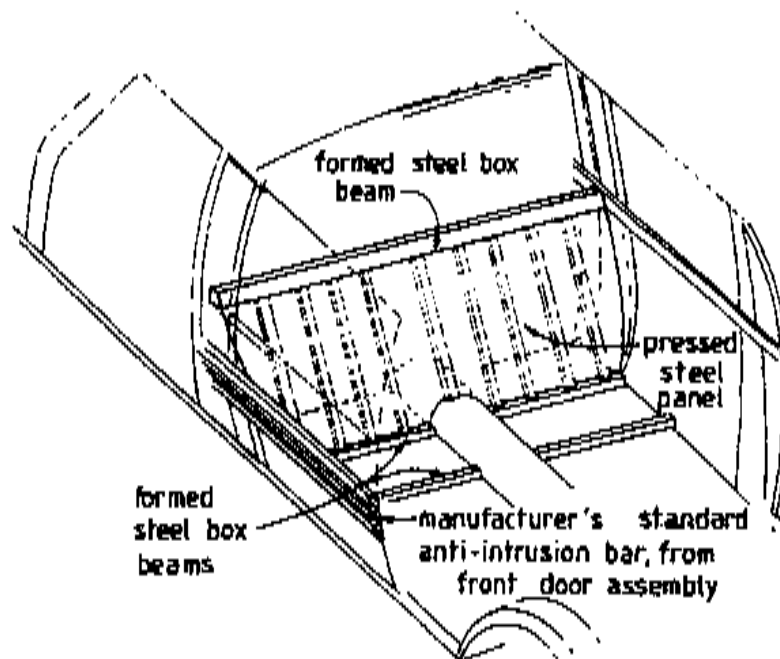 formed steel box
beam
pressed
steel
panel
formed
steel box
beams
manufacturer's standard
anti-intrusion bar, from
front door assembly